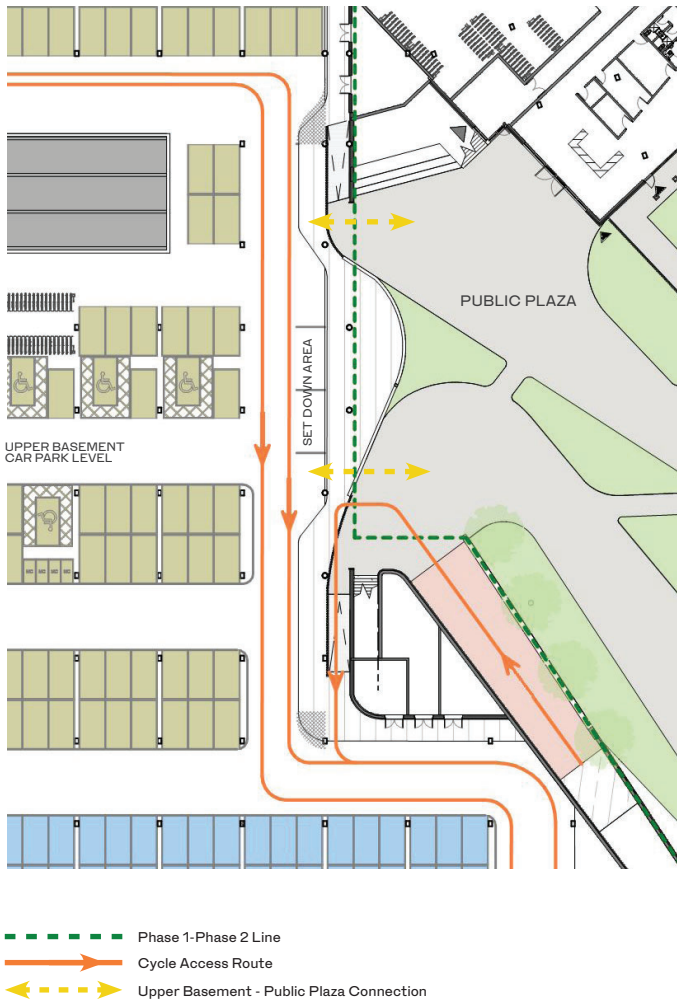 PUBLIC PLAZA
SET DOWN AREA
UPPER BASEMENT
CAR PARK LEVEL
Phase 1-Phase 2 Line
Cycle Access Route
Upper Basement - Public Plaza Connection